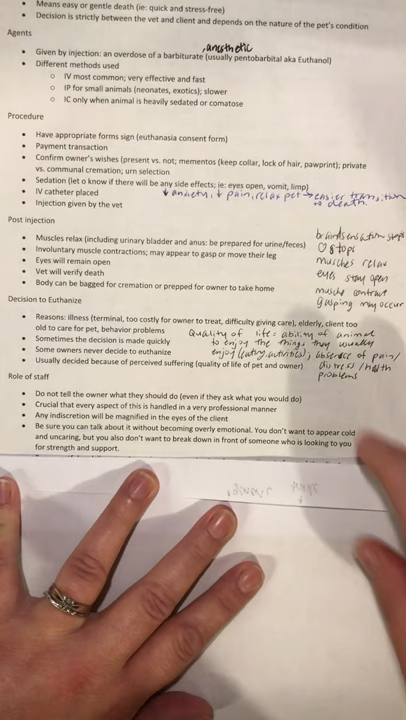 • Means easy or gentle death (ie: quick and stress-free)
• Decision is strictly between the vet and client and depends on the nature of the pet's condition
Agents
, anesthetic
• Given by injection: an overdose of a barbiturate (usually pentobarbital aka Euthanol)
• Different methods used
o IV most common; very effective and fast
o IP for small animals (neonates, exotics); slower
o IC only when animal is heavily sedated or comatose
Procedure
• Have appropriate forms sign (euthanasia consent form)
• Payment transaction
• Confirm owner's wishes (present vs. not; mementos (keep collar, lock of hair, pawprint); private
vs. communal cremation; urn selection
• Sedation (let o know if there will be any side effects; ie: eyes open, vomit, limp)
• IV catheter placed ↓ anxiety, ↓ pain, relax pet → easier transition
to death.
• Injection given by the vet
Post injection
• Muscles relax (including urinary bladder and anus: be prepared for urine/feces)
• Involuntary muscle contractions; may appear to gasp or move their leg
• Eyes will remain open
• Vet will verify death
• Body can be bagged for cremation or prepped for owner to take home
stops
♡ stops
muscles relax
eyes stay open
muscle contract
gasping may occur
Decision to Euthanize
• Reasons: illness (terminal, too costly for owner to treat, difficulty giving care), elderly, client too
old to care for pet, behavior problems
• Sometimes the decision is made quickly
• Some owners never decide to euthanize
• Usually decided because of perceived suffering (quality of life of pet and owner)
Quality of life = ability of animal
to enjoy the things they usually
enjoy (eating, activities), absence of pain/
distress/health
problems
Role of staff
• Do not tell the owner what they should do (even if they ask what you would do)
• Crucial that every aspect of this is handled in a very professional manner
• Any indiscretion will be magnified in the eyes of the client
• Be sure you can talk about it without becoming overly emotional. You don't want to appear cold
and uncaring, but you also don't want to break down in front of someone who is looking to you
for strength and support.